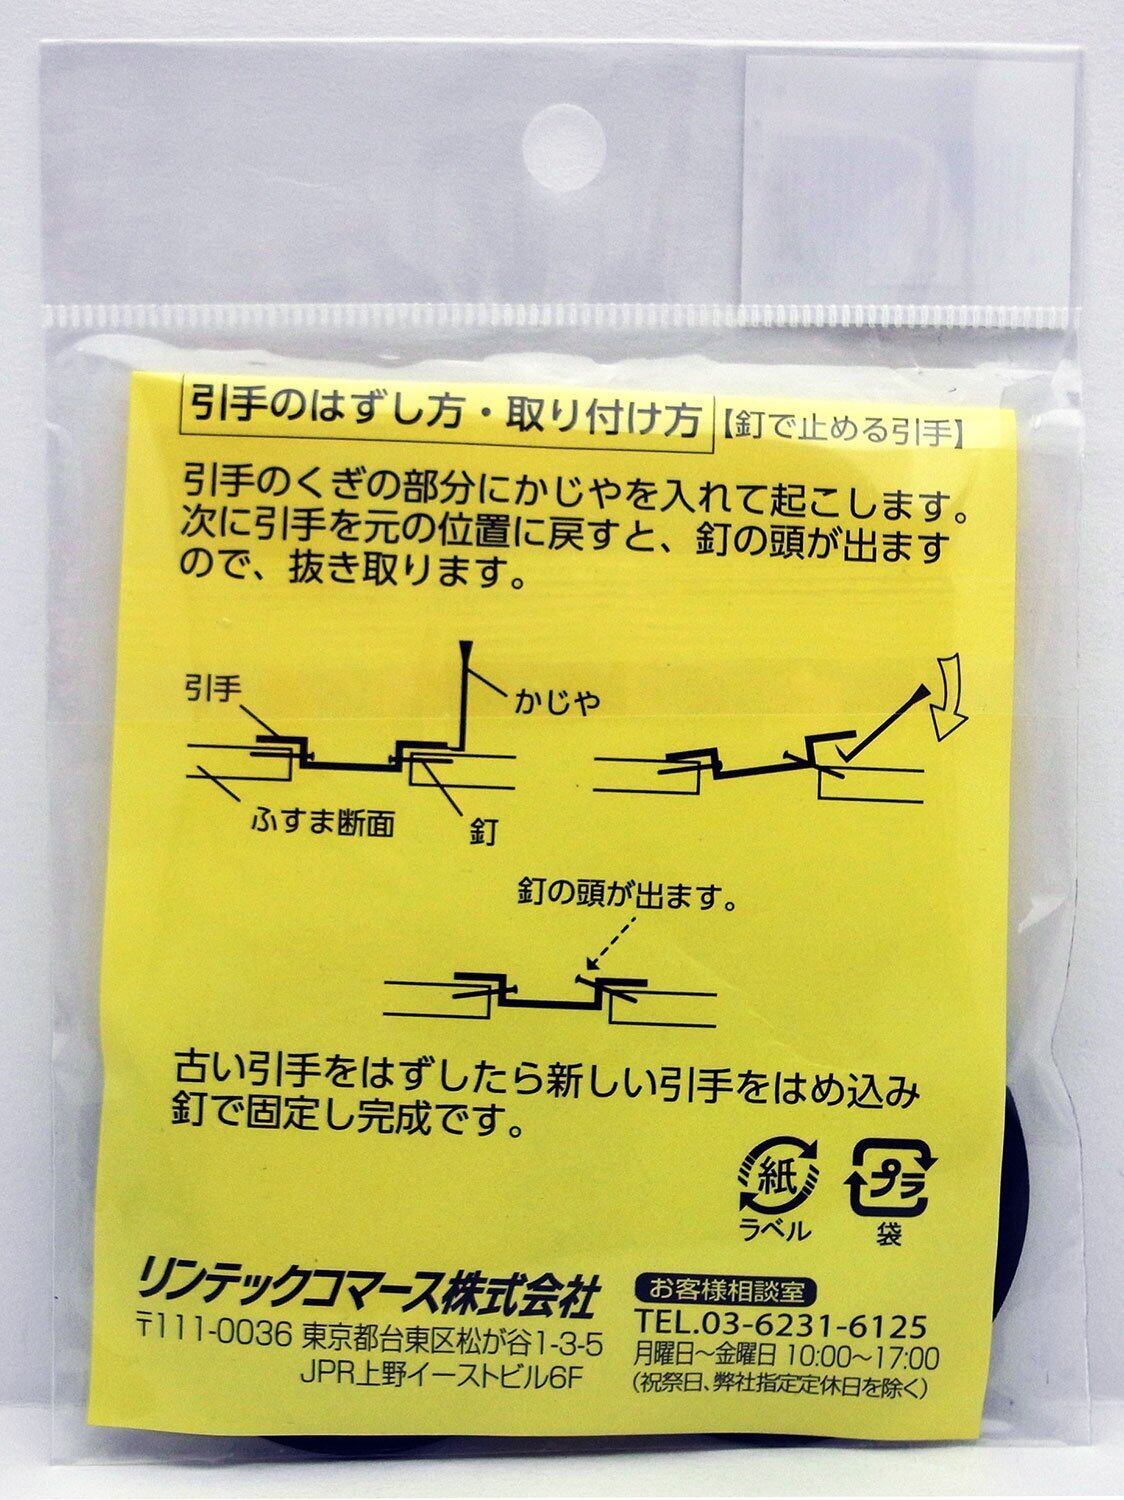 引手のはずし方・取り付け方【釘で止める引手】
引手のくぎの部分にかじやを入れて起こします。
次に引手を元の位置に戻すと、釘の頭が出ます
ので、抜き取ります。
引手
かじや
ふすま断面
釘
釘の頭が出ます。
古い引手をはずしたら新しい引手をはめ込み
釘で固定し完成です。
紙
ラベル
プラ
袋
リンテックコマース株式会社
〒111-0036 東京都台東区松が谷1-3-5
JPR上野イーストビル6F
お客様相談室
TEL.03-6231-6125
月曜日～金曜日 10:00～17:00
(祝祭日、弊社指定定休日を除く)